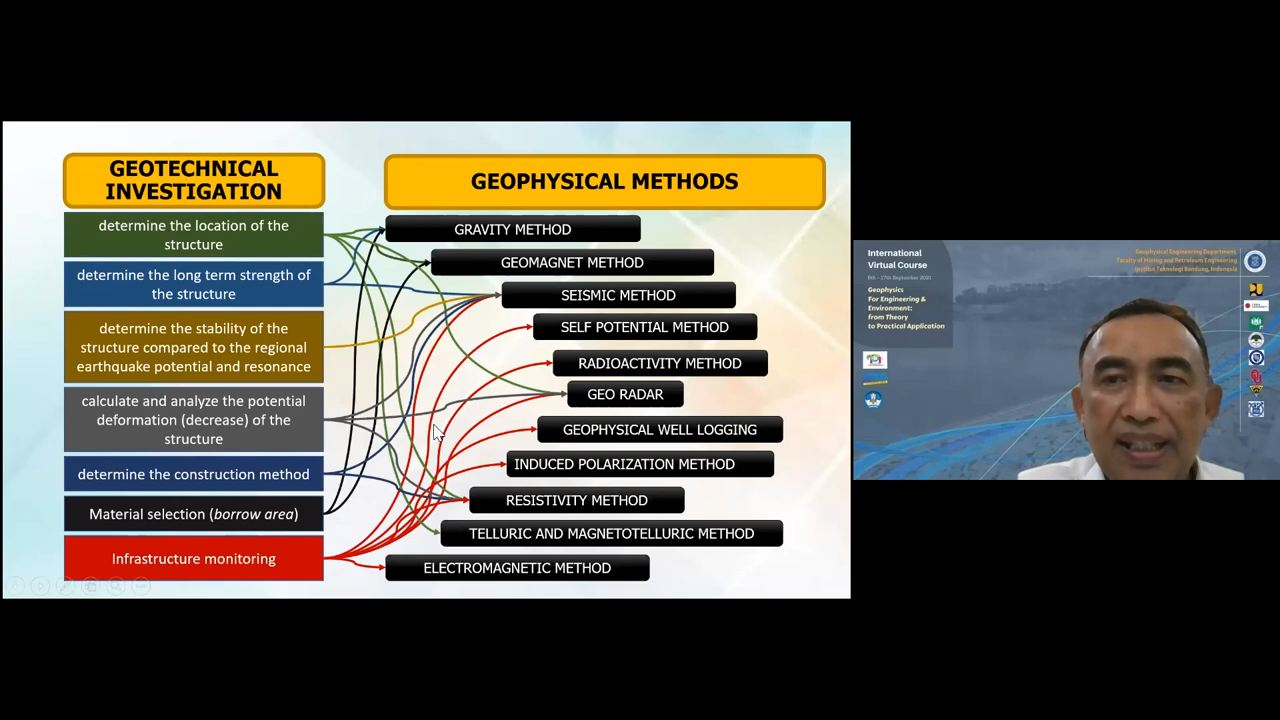 GEOTECHNICAL
INVESTIGATION
GEOPHYSICAL METHODS
determine the location of the
structure
determine the long term strength of
the structure
determine the stability of the
structure compared to the regional
earthquake potential and resonance
calculate and analyze the potential
deformation (decrease) of the
structure
determine the construction method
Material selection (borrow area)
Infrastructure monitoring
GRAVITY METHOD
GEOMAGNET METHOD
SEISMIC METHOD
SELF POTENTIAL METHOD
RADIOACTIVITY METHOD
GEO RADAR
GEOPHYSICAL WELL LOGGING
INDUCED POLARIZATION METHOD
RESISTIVITY METHOD
TELLURIC AND MAGNETOTELLURIC METHOD
ELECTROMAGNETIC METHOD
International
Virtual Course
6th - 17th September 2021
Geophysics
For Engineering &
Environment:
from Theory
to Practical Application
Geophysical Engineering Department,
Faculty of Mining and Petroleum Engineering
Institut Teknologi Bandung, Indonesia